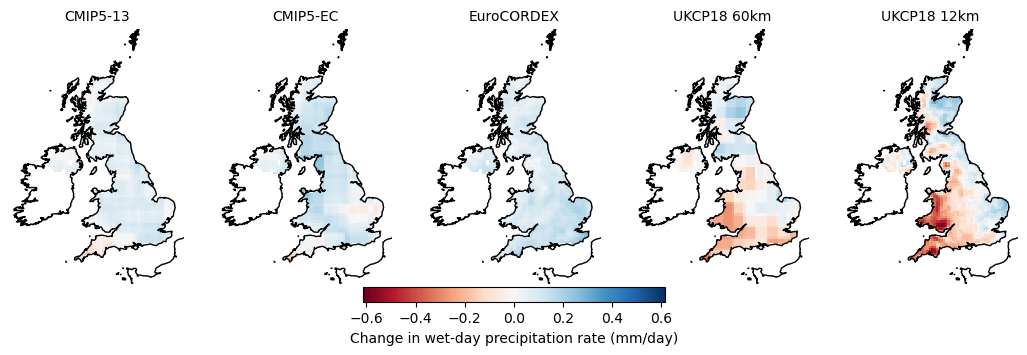 CMIP5-13 CMIP5-EC EuroCORDEX UKCP18 60km UKCP18 12km
−0.6 −0.4 −0.2 0.0 0.2 0.4 0.6
Change in wet-day precipitation rate (mm/day)